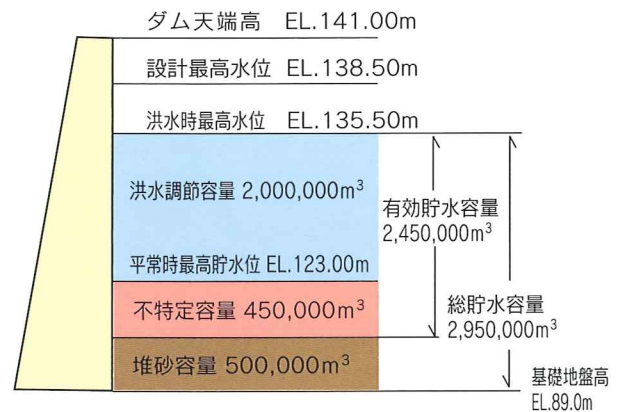 ダム天端高 EL.141.00m
設計最高水位 EL.138.50m
洪水時最高水位 EL.135.50m
洪水調節容量 2,000,000m³
有効貯水容量
2,450,000m³
平常時最高貯水位 EL.123.00m
不特定容量 450,000m³
総貯水容量
2,950,000m³
堆砂容量 500,000m³
基礎地盤高
EL.89.0m